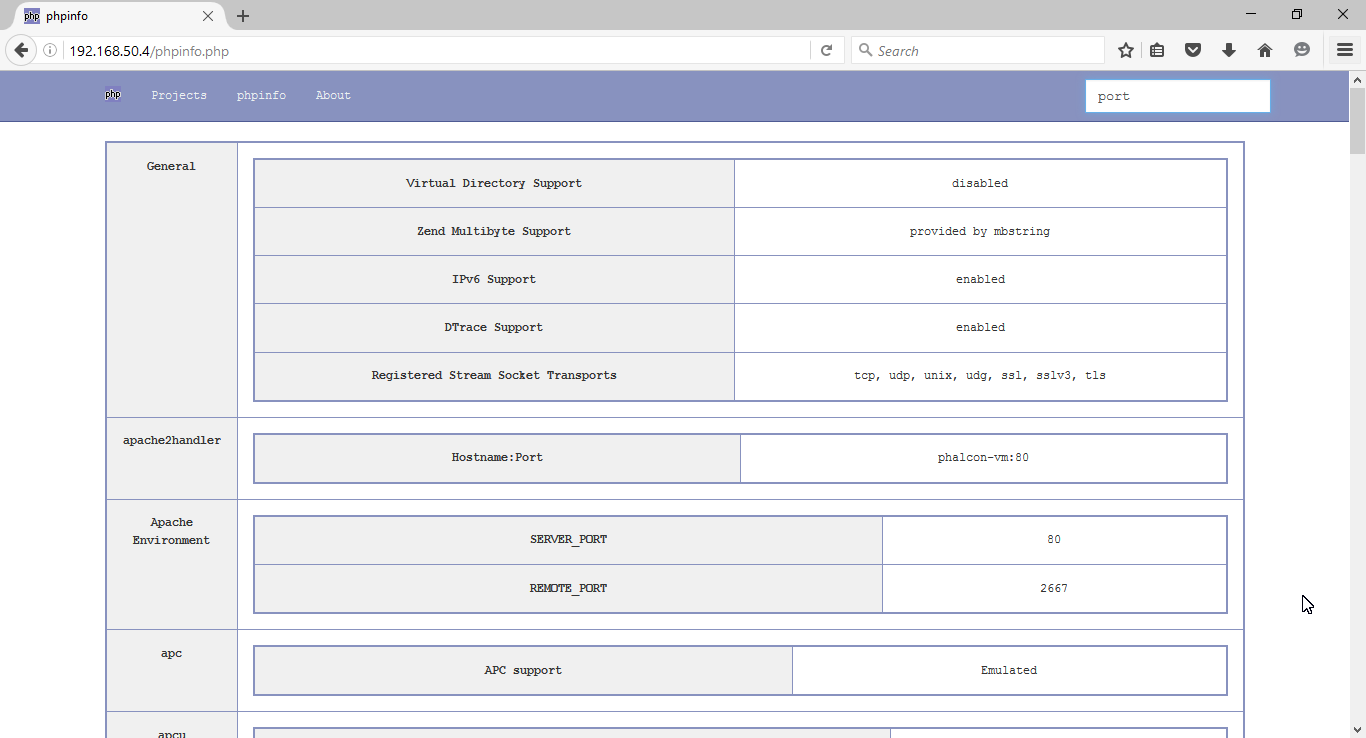 php phpinfo
192.168.50.4/phpinfo.php
Search
php Projects phpinfo About port
General
Virtual Directory Support disabled
Zend Multibyte Support provided by mbstring
IPv6 Support enabled
DTrace Support enabled
Registered Stream Socket Transports tcp, udp, unix, udg, ssl, sslv3, tls
apache2handler
Hostname:Port phalcon-vm:80
Apache
Environment
SERVER_PORT 80
REMOTE_PORT 2667
apc
APC support Emulated
apcu